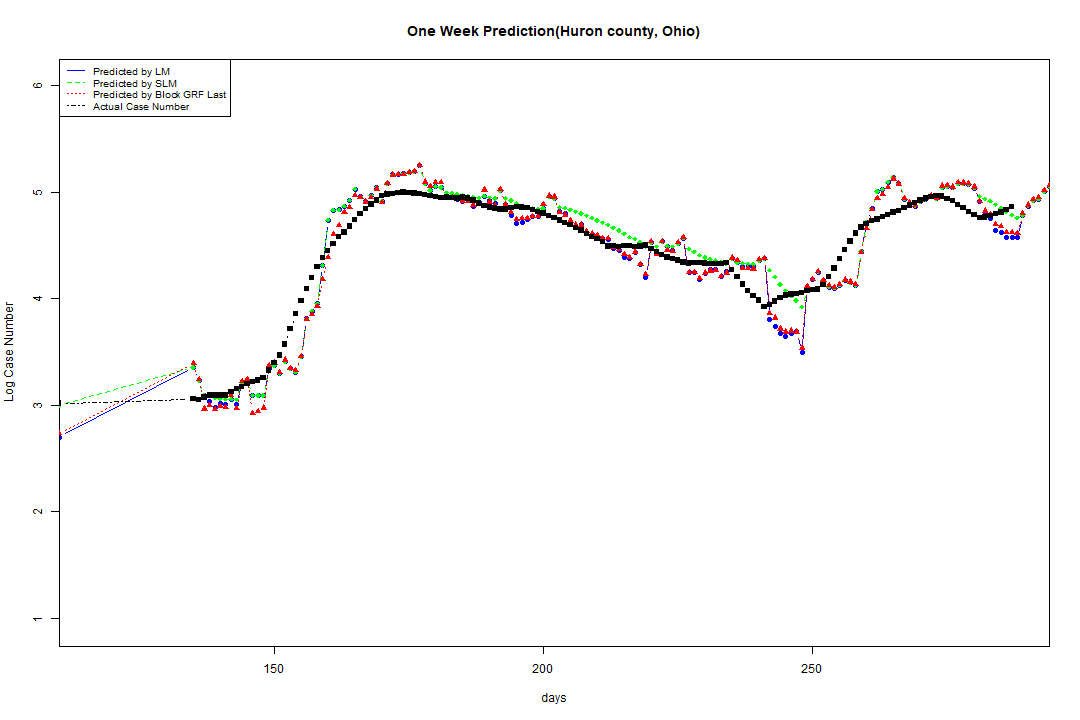 One Week Prediction(Huron county, Ohio)
Predicted by LM
Predicted by SLM
Predicted by Block GRF Last
Actual Case Number
6
5
4
3
2
1
Log Case Number
150
200
250
days